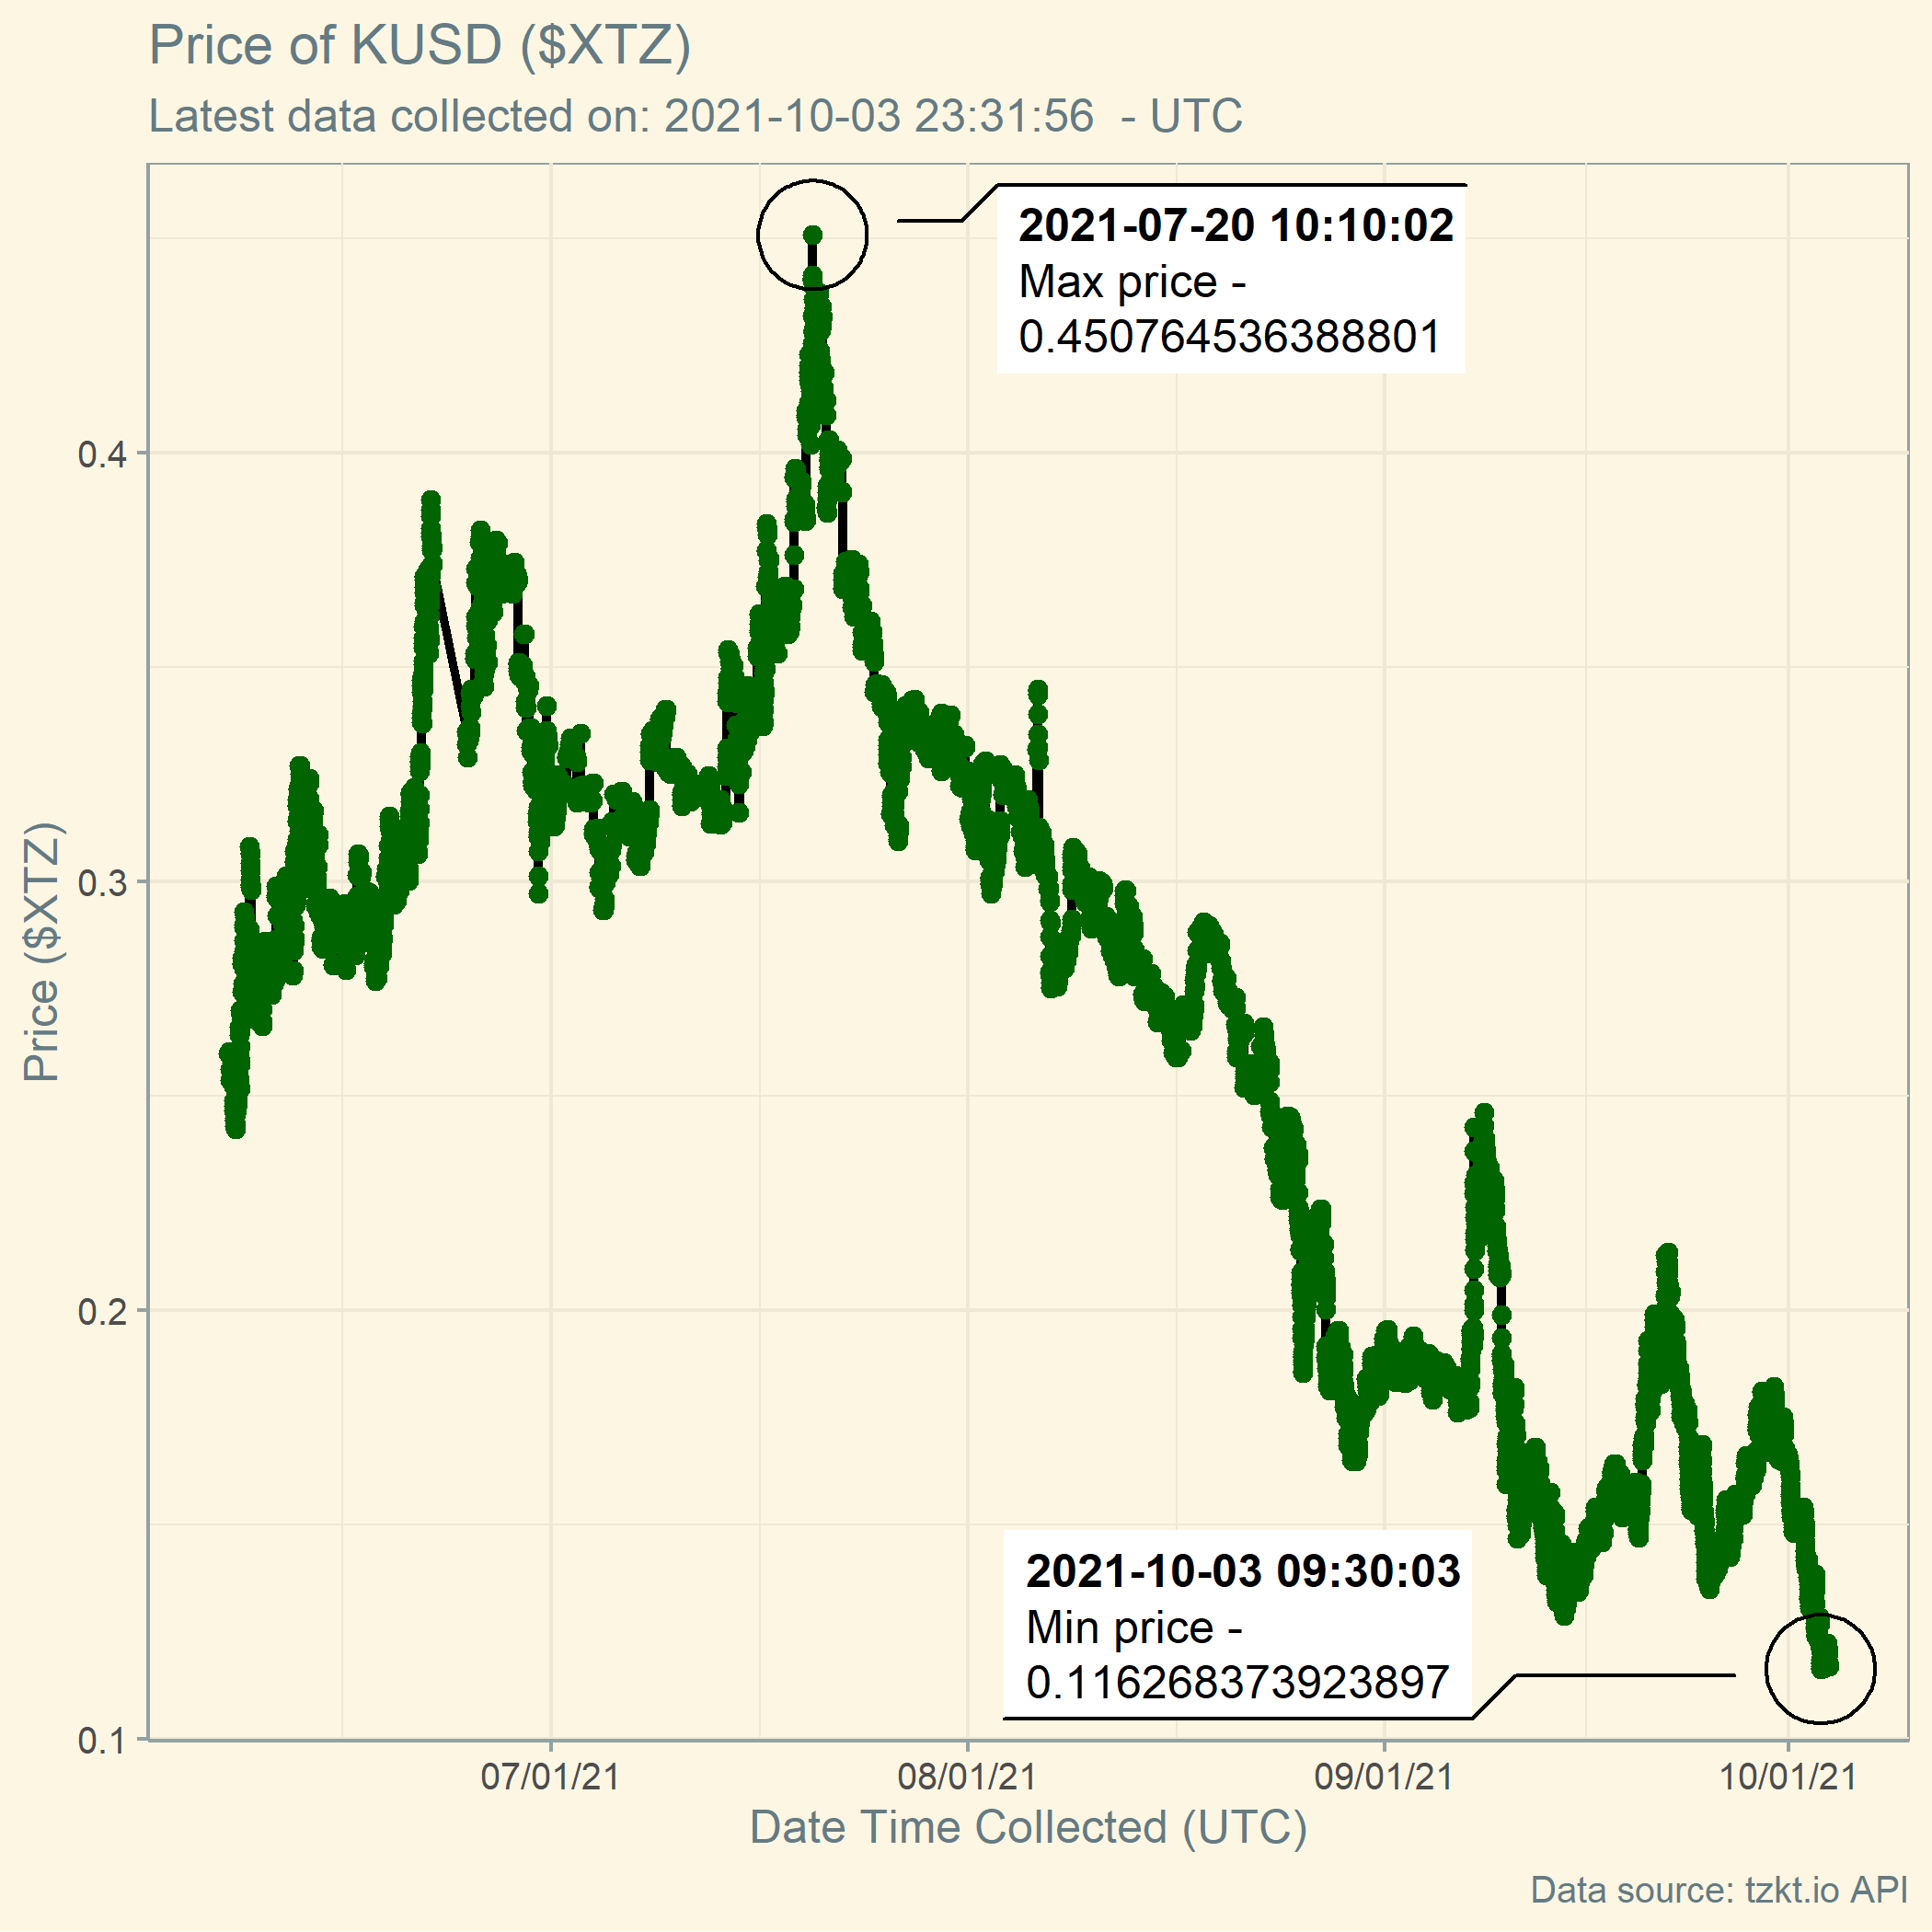 Price of KUSD ($XTZ)
Latest data collected on: 2021-10-03 23:31:56  - UTC
2021-07-20 10:10:02
Max price -
0.450764536388801
0.4
0.3
0.2
0.1
Price ($XTZ)
2021-10-03 09:30:03
Min price -
0.116268373923897
07/01/21
08/01/21
09/01/21
10/01/21
Date Time Collected (UTC)
Data source: tzkt.io API